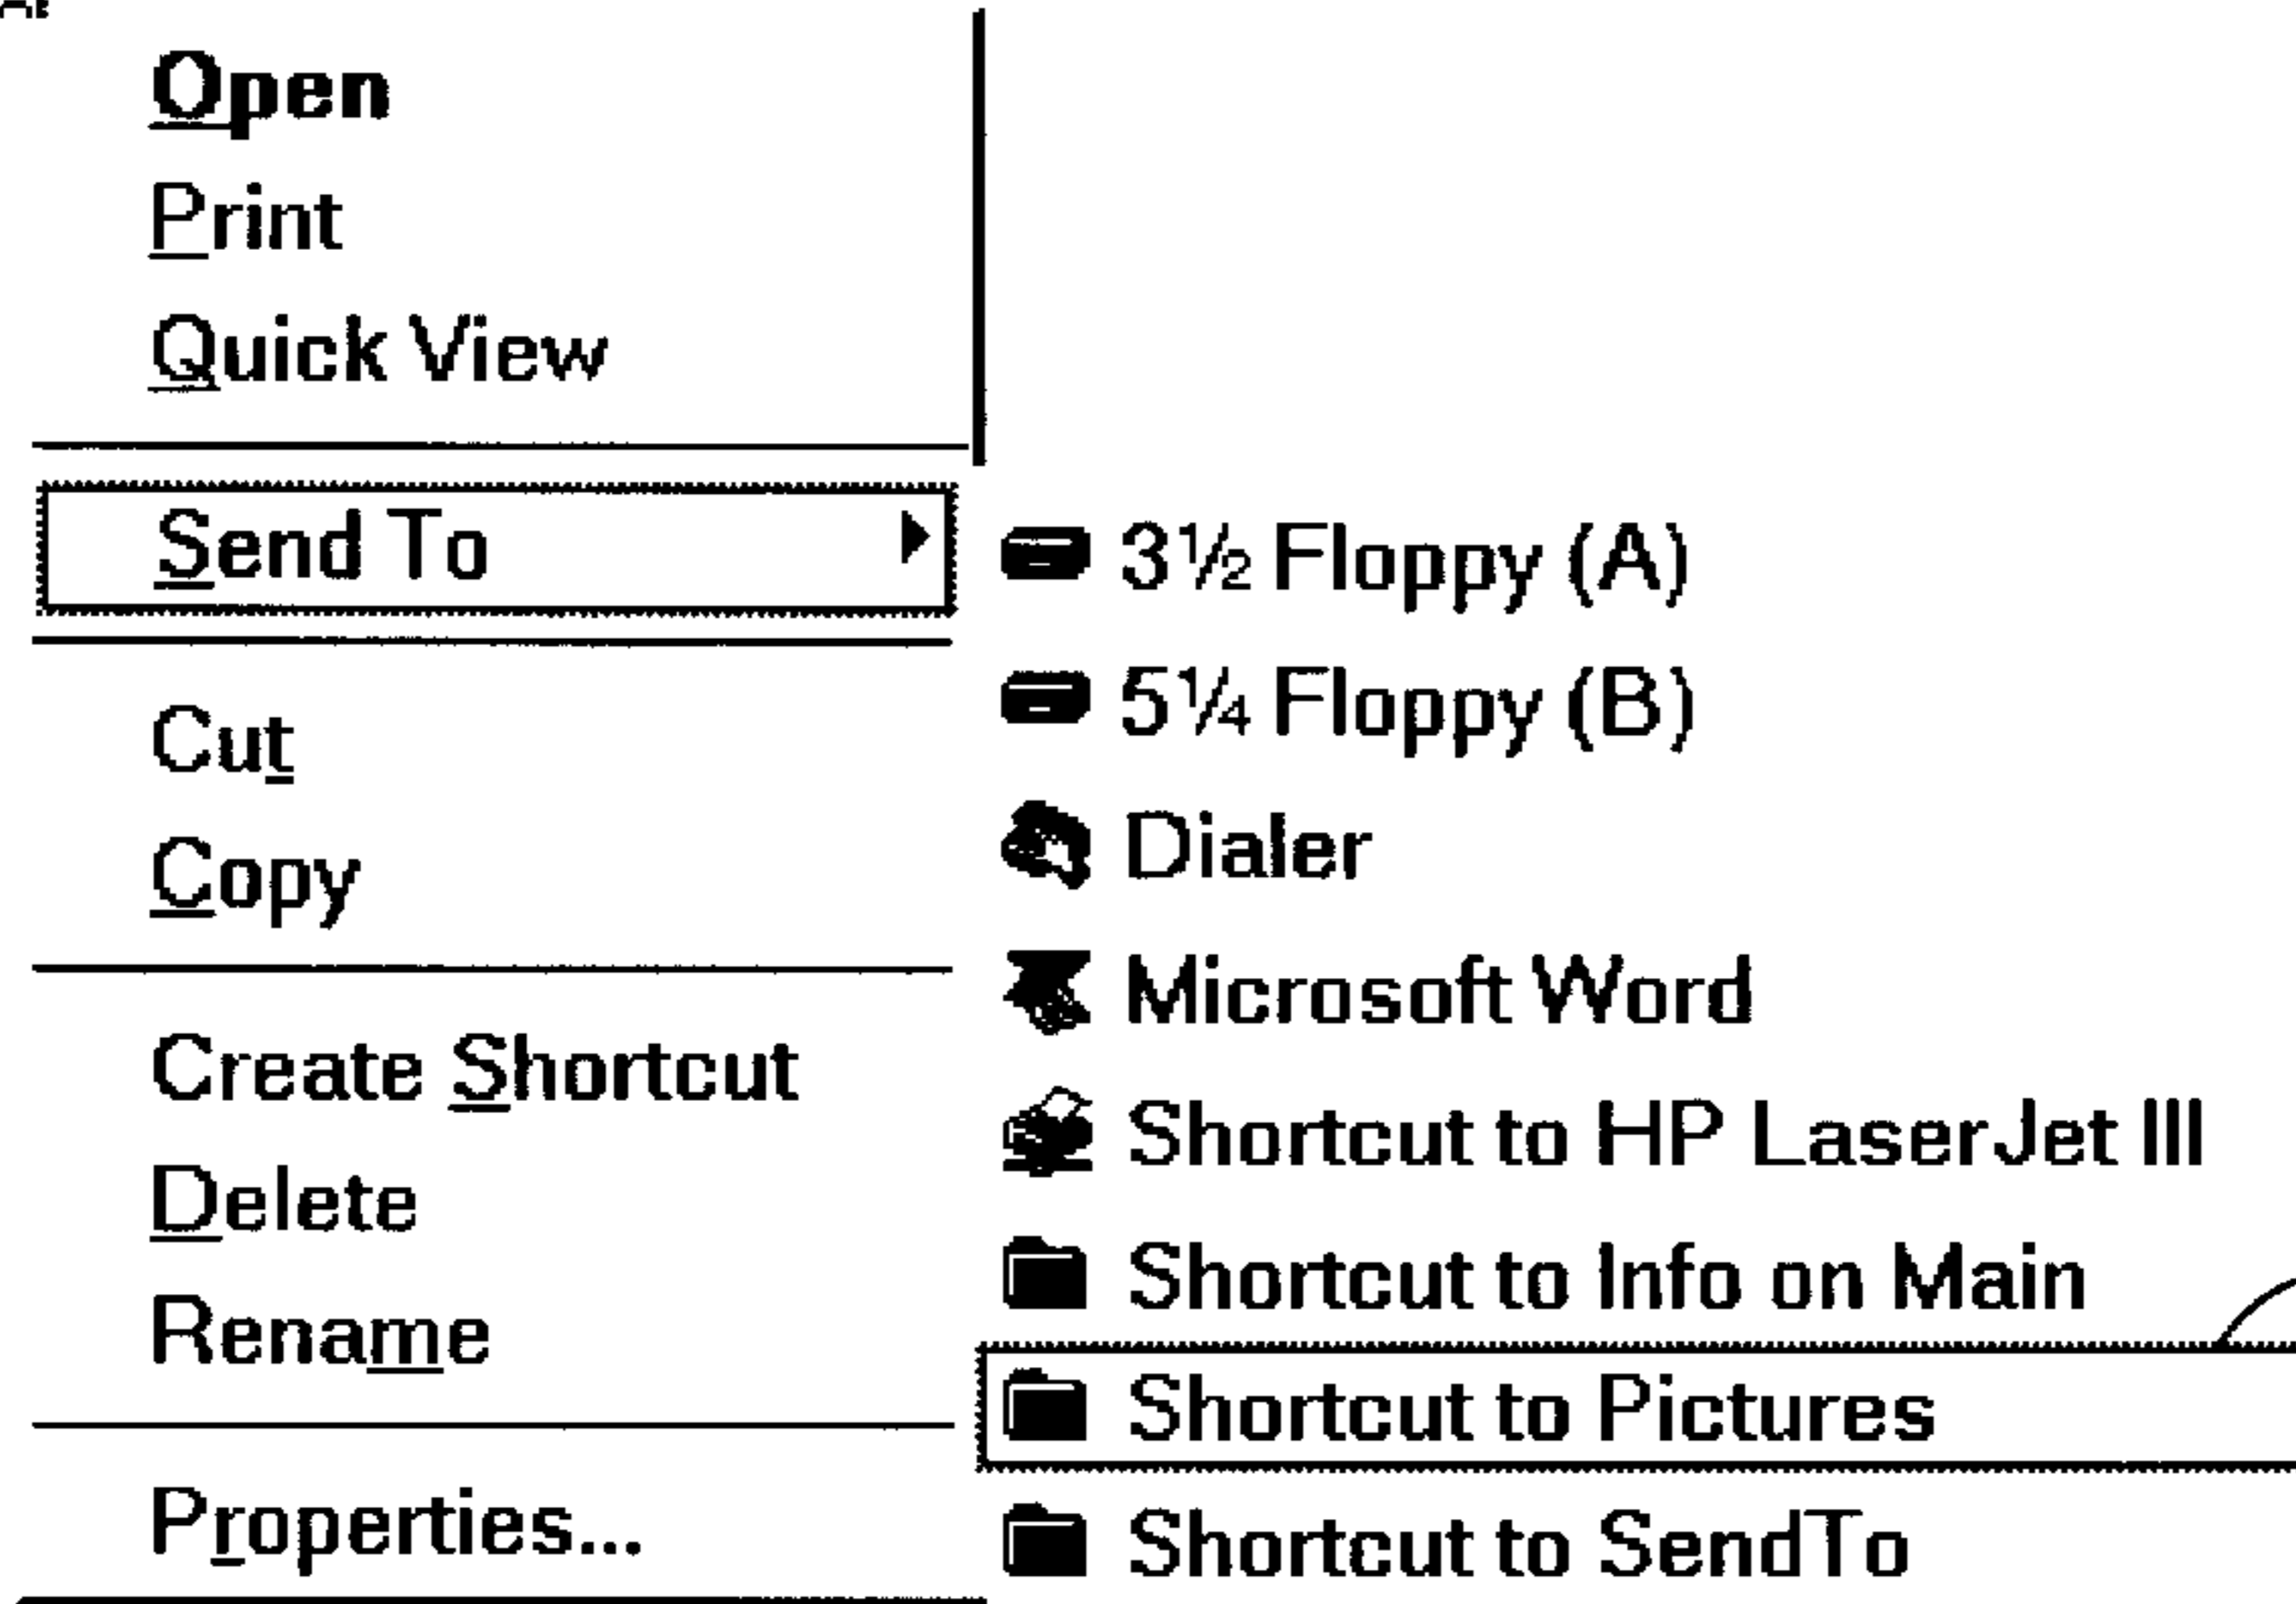 Open
Print
Quick View
Send To
Cut
Copy
Create Shortcut
Delete
Rename
Properties...
3½ Floppy (A)
5¼ Floppy (B)
Dialer
Microsoft Word
Shortcut to HP LaserJet III
Shortcut to Info on Main
Shortcut to Pictures
Shortcut to SendTo